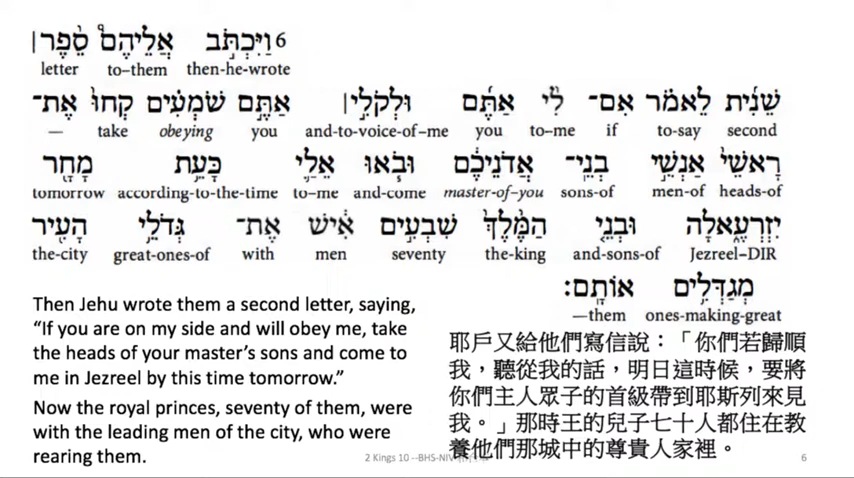 6 וַיִּכְתֹּ֣ב אֲלֵיהֶם֩ סֵ֨פֶר׀
letter to–them then-he-wrote
שֵׁנִ֜ית לֵאמֹ֗ר אִם־ לִ֨י אַתֶּ֜ם וּלְקֹלִ֣י׀ אַתֶּ֣ם שֹׁמְעִ֗ים קְחוּ֙ אֶת־
— take obeying you and-to-voice-of–me you to–me if to-say second
רָאשֵׁי֙ אַנְשֵׁ֣י בְנֵֽי־ אֲדֹנֵיכֶ֔ם וּבֹ֧אוּ אֵלַ֛י כָּעֵ֥ת מָחָ֖ר
tomorrow according-to-the-time to–me and-come master-of–you sons-of men-of heads-of
יִזְרְעֶ֑אלָה וּבְנֵ֤י הַמֶּ֙לֶךְ֙ שִׁבְעִ֣ים אִ֔ישׁ אֶת־ גְּדֹלֵ֥י הָעִ֖יר
the-city great-ones-of with men seventy the-king and-sons-of Jezreel–DIR
מְגַדְּלִ֥ים אוֹתָֽם׃
—them ones-making-great
Then Jehu wrote them a second letter, saying,
“If you are on my side and will obey me, take
the heads of your master’s sons and come to
me in Jezreel by this time tomorrow.”
Now the royal princes, seventy of them, were
with the leading men of the city, who were
rearing them.
耶戶又給他們寫信說：「你們若歸順
我，聽從我的話，明日這時候，要將
你們主人眾子的首級帶到耶斯列來見
我。」那時王的兒子七十人都住在教
養他們那城中的尊貴人家裡。
2 Kings 10 --BHS-NIV-
6